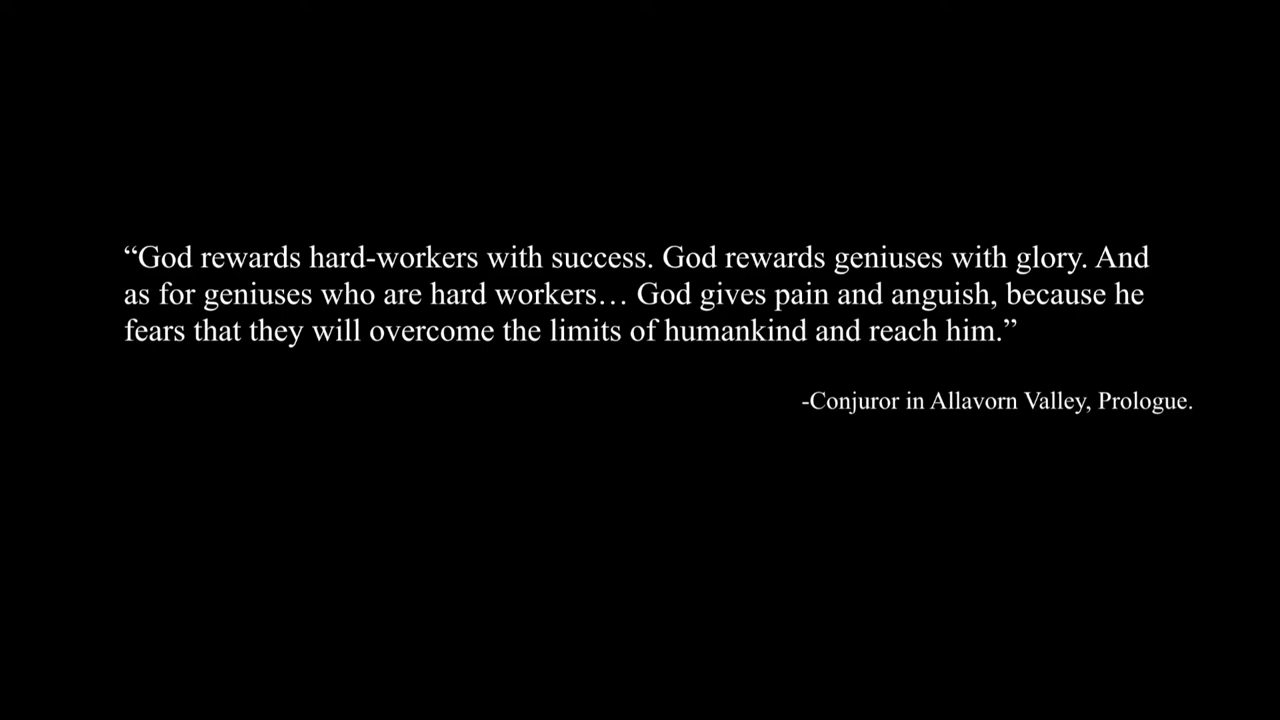 “God rewards hard-workers with success. God rewards geniuses with glory. And
as for geniuses who are hard workers… God gives pain and anguish, because he
fears that they will overcome the limits of humankind and reach him.”
-Conjuror in Allavorn Valley, Prologue.